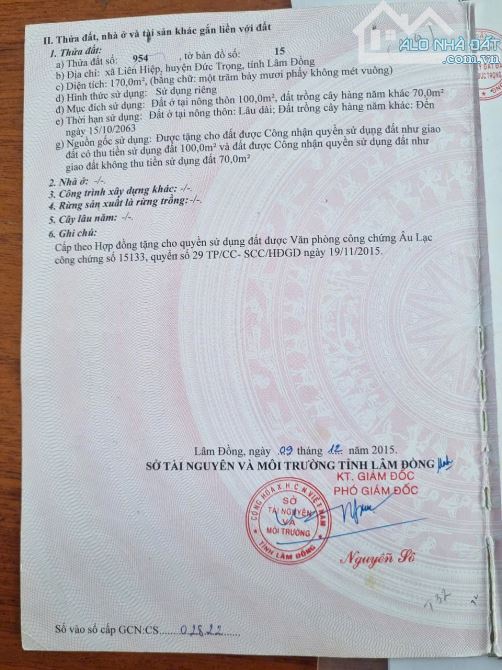 ALO NHÀ ĐẤT
II. Thửa đất, nhà ở và tài sản khác gắn liền với đất
1. Thửa đất:
a) Thửa đất số: 954 , tờ bản đồ số: 15
b) Địa chỉ: xã Liên Hiệp, huyện Đức Trọng, tỉnh Lâm Đồng
c) Diện tích: 170,0m², (bằng chữ: một trăm bảy mươi phẩy không mét vuông)
d) Hình thức sử dụng: Sử dụng riêng
đ) Mục đích sử dụng: Đất ở tại nông thôn 100,0m², đất trồng cây hàng năm khác 70,0m²
e) Thời hạn sử dụng: Đất ở tại nông thôn: Lâu dài; Đất trồng cây hàng năm khác: Đến
ngày 15/10/2063
g) Nguồn gốc sử dụng: Được tặng cho đất được Công nhận quyền sử dụng đất như giao
đất có thu tiền sử dụng đất 100,0m² và đất được Công nhận quyền sử dụng đất như
giao đất không thu tiền sử dụng đất 70,0m²
2. Nhà ở: -/-.
3. Công trình xây dựng khác: -/-.
4. Rừng sản xuất là rừng trồng: -/-.
5. Cây lâu năm: -/-.
6. Ghi chú:
Cấp theo Hợp đồng tặng cho quyền sử dụng đất được Văn phòng công chứng Âu Lạc
công chứng số 15133, quyển số 29 TP/CC- SCC/HĐGD ngày 19/11/2015.
Lâm Đồng, ngày 09 tháng 12 năm 2015.
SỞ TÀI NGUYÊN VÀ MÔI TRƯỜNG TỈNH LÂM ĐỒNG
KT. GIÁM ĐỐC
PHÓ GIÁM ĐỐC
CỘNG HÒA X.H.C.N VIỆT NAM
SỞ
TÀI NGUYÊN
VÀ
MÔI TRƯỜNG
TỈNH LÂM ĐỒNG
Nguyễn
Số vào sổ cấp GCN:CS 02822